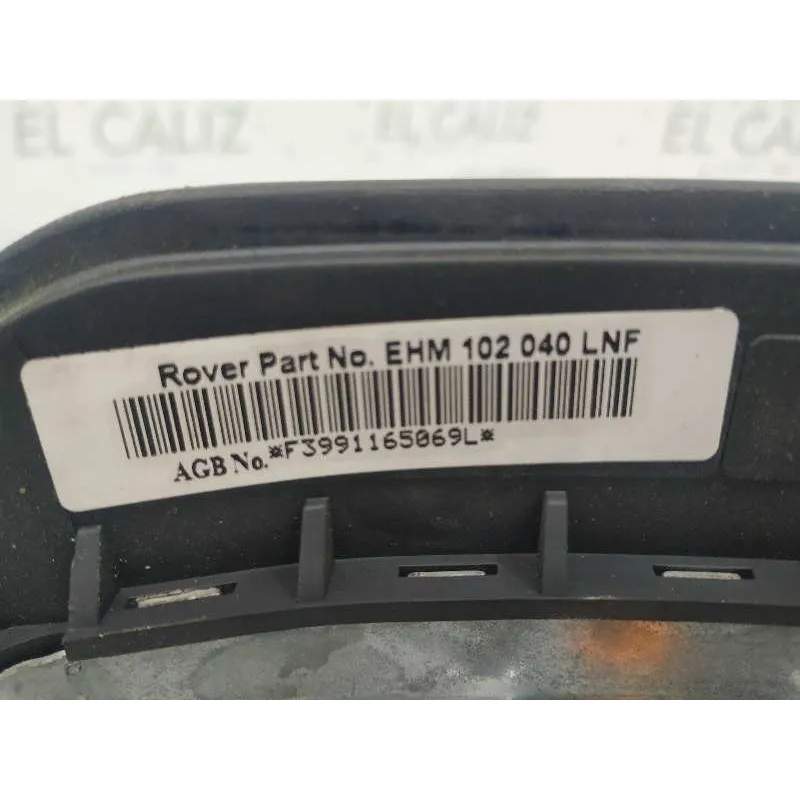 EL CALIZ EL CALIZ EL CALIZ
Rover Part No. EHM 102 040 LNF
AGB No. *F3991165069L*